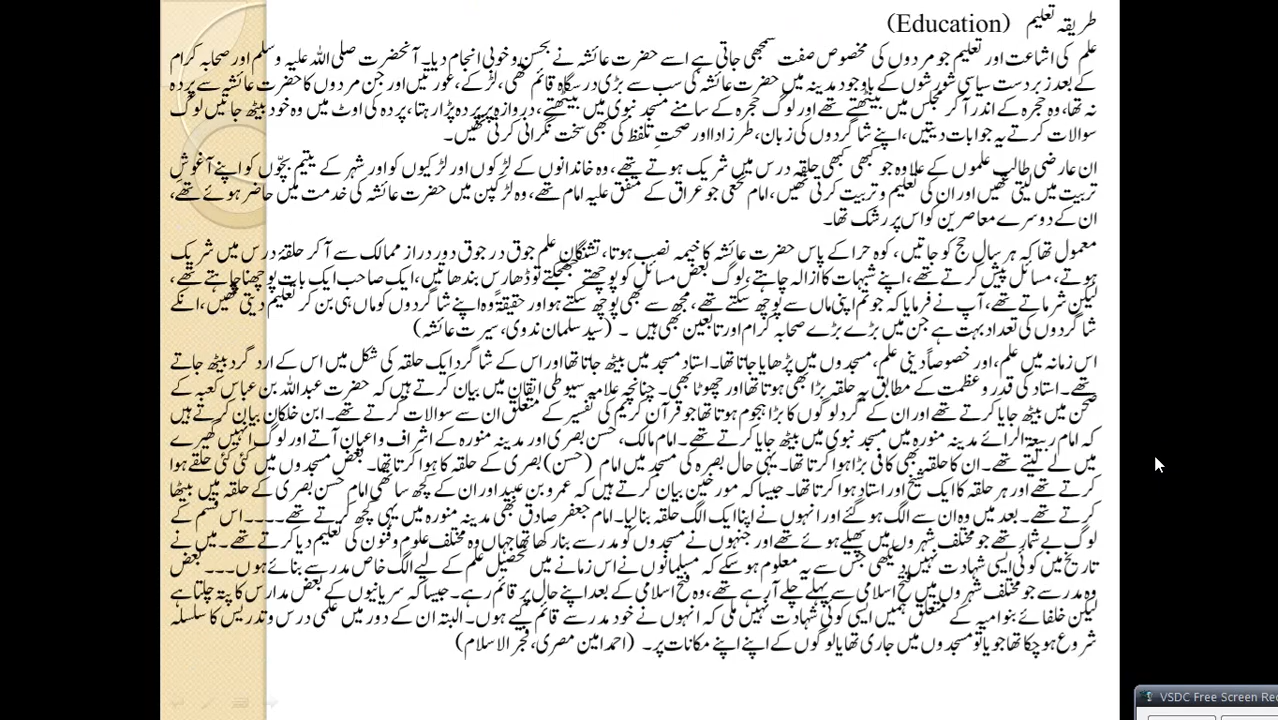 طریقہ تعلیم (Education)
علم کی اشاعت اور تعلیم جو مردوں کی مخصوص صفت سمجھی جاتی ہے اسے حضرت عائشہ نے بحسن و خوبی انجام دیا۔ آنحضرت صلی اللہ علیہ وسلم اور صحابہ کرام
کے بعد زبردست سیاسی شورشوں کے باوجود مدینہ میں حضرت عائشہ کی سب سے بڑی درسگاہ قائم تھی، لڑکے، عورتیں اور جن مردوں کا حضرت عائشہ سے پردہ
نہ تھا، وہ حجرہ کے اندر آ کر مجلس میں بیٹھتے تھے اور لوگ حجرہ کے سامنے مسجد نبوی میں بیٹھتے، دروازہ پر پردہ پڑا رہتا، پردہ کی اوٹ میں وہ خود بیٹھ جاتیں لوگ
سوالات کرتے یہ جوابات دیتیں، اپنے شاگردوں کی زبان، طرز ادا اور صحتِ تلفظ کی بھی سخت نگرانی کرتی تھیں۔
ان عارضی طالب علموں کے علاوہ جو کبھی کبھی حلقہ درس میں شریک ہوتے تھے، وہ خاندانوں کے لڑکوں اور لڑکیوں کو اور شہر کے یتیم بچّوں کو اپنے آغوشِ
تربیت میں لیتی تھیں اور ان کی تعلیم و تربیت کرتی تھیں، امام نخعی جو عراق کے متفق علیہ امام تھے، وہ لڑکپن میں حضرت عائشہ کی خدمت میں حاضر ہوئے تھے،
ان کے دوسرے معاصرین کو اس پر رشک تھا۔
معمول تھا کہ ہر سال حج کو جاتیں، کوہ حرا کے پاس حضرت عائشہ کا خیمہ نصب ہوتا، تشنگانِ علم جوق در جوق دور دراز ممالک سے آ کر حلقۂ درس میں شریک
ہوتے، مسائل پیش کرتے تھے، اپنے شبہات کا ازالہ چاہتے، لوگ بعض مسائل کو پوچھتے جھجکتے تو ڈھارس بندھاتیں، ایک صاحب ایک بات پوچھنا چاہتے تھے،
لیکن شرماتے تھے، آپ نے فرمایا کہ جو تم اپنی ماں سے پوچھ سکتے تھے، مجھ سے بھی پوچھ سکتے ہو اور حقیقۃً وہ اپنے شاگردوں کو ماں ہی بن کر تعلیم دیتی تھیں، انکے
شاگردوں کی تعداد بہت ہے جن میں بڑے بڑے صحابہ کرام اور تابعین بھی ہیں ۔ (سید سلمان ندوی، سیرت عائشہ)
اس زمانہ میں علم، اور خصوصاً دینی علم، مسجدوں میں پڑھایا جاتا تھا۔ استاد مسجد میں بیٹھ جاتا تھا اور اس کے شاگرد ایک حلقہ کی شکل میں اس کے ارد گرد بیٹھ جاتے
تھے۔ استاد کی قدر و عظمت کے مطابق یہ حلقہ بڑا بھی ہوتا تھا اور چھوٹا بھی۔ چنانچہ علامہ سیوطی اتقان میں بیان کرتے ہیں کہ حضرت عبداللہ بن عباس کعبہ کے
صحن میں بیٹھ جایا کرتے تھے اور ان کے گرد لوگوں کا بڑا ہجوم ہوتا تھا جو قرآن کریم کی تفسیر کے متعلق ان سے سوالات کرتے تھے۔ ابن خلکان بیان کرتے ہیں
کہ امام ربیعۃ الرائے مدینہ منورہ میں مسجد نبوی میں بیٹھ جایا کرتے تھے۔ امام مالک، حسن بصری اور مدینہ منورہ کے اشراف و اعیان آتے اور لوگ انہیں گھیرے
میں لے لیتے تھے۔ ان کا حلقہ بھی کافی بڑا ہوا کرتا تھا۔ یہی حال بصرہ کی مسجد میں امام (حسن) بصری کے حلقہ کا ہوا کرتا تھا۔ بعض مسجدوں میں کئی کئی حلقے ہوا
کرتے تھے اور ہر حلقہ کا ایک شیخ اور استاد ہوا کرتا تھا۔ جیسا کہ مورخین بیان کرتے ہیں کہ عمرو بن عبید اور ان کے کچھ ساتھی امام حسن بصری کے حلقہ میں بیٹھا
کرتے تھے۔ بعد میں وہ ان سے الگ ہو گئے اور انہوں نے اپنا ایک الگ حلقہ بنا لیا۔ امام جعفر صادق بھی مدینہ منورہ میں یہی کچھ کرتے تھے۔۔۔۔ اس قسم کے
لوگ بے شمار تھے جو مختلف شہروں میں پھیلے ہوئے تھے اور جنہوں نے مسجدوں کو مدرسے بنا رکھا تھا جہاں وہ مختلف علوم و فنون کی تعلیم دیا کرتے تھے۔ میں نے
تاریخ میں کوئی ایسی شہادت نہیں دیکھی جس سے یہ معلوم ہو سکے کہ مسلمانوں نے اس زمانے میں تحصیل علم کے لیے الگ خاص مدرسے بنائے ہوں۔۔۔ بعض
وہ مدرسے جو مختلف شہروں میں فتح اسلامی سے پہلے چلے آ رہے تھے، وہ فتح اسلامی کے بعد اپنے حال پر قائم رہے۔ جیسا کہ سریانیوں کے بعض مدارس کا پتہ چلتا ہے
لیکن خلفائے بنو امیہ کے متعلق ہمیں ایسی کوئی شہادت نہیں ملی کہ انہوں نے خود مدرسے قائم کیے ہوں۔ البتہ ان کے دور میں علمی درس و تدریس کا سلسلہ
شروع ہو چکا تھا جو یا تو مسجدوں میں جاری تھا یا لوگوں کے اپنے اپنے مکانات پر۔ (احمد امین مصری، فجر الاسلام)
VSDC Free Screen Rec